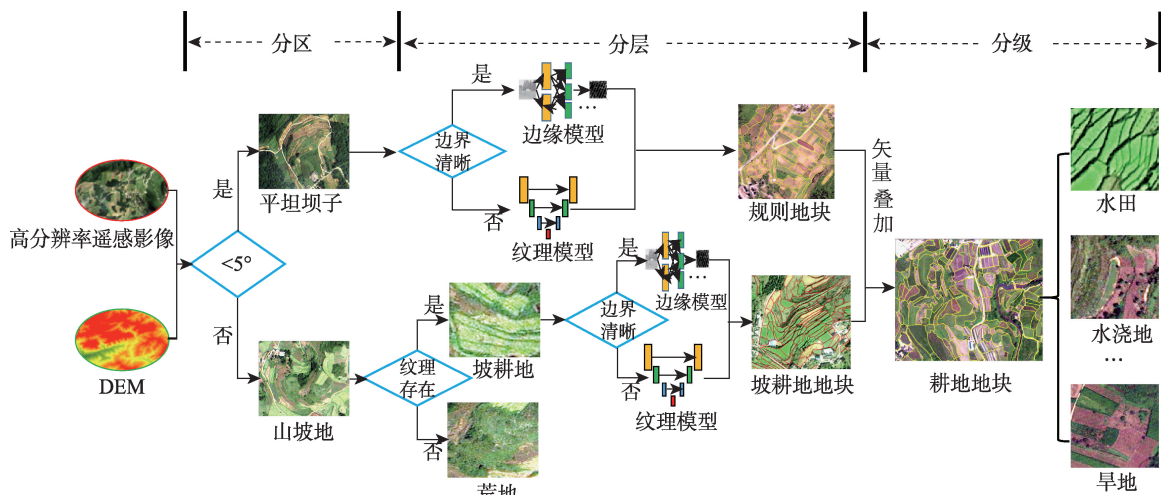 分区
分层
分级
是
边缘模型
…
边界
清晰
否
纹理模型
平坦坝子
规则地块
是
高分辨率遥感影像
<5°
否
DEM
山坡地
纹理
存在
是
坡耕地
否
荒地
边界
清晰
是
边缘模型
…
否
纹理模型
坡耕地地块
矢量叠加
耕地地块
水田
水浇地
…
旱地